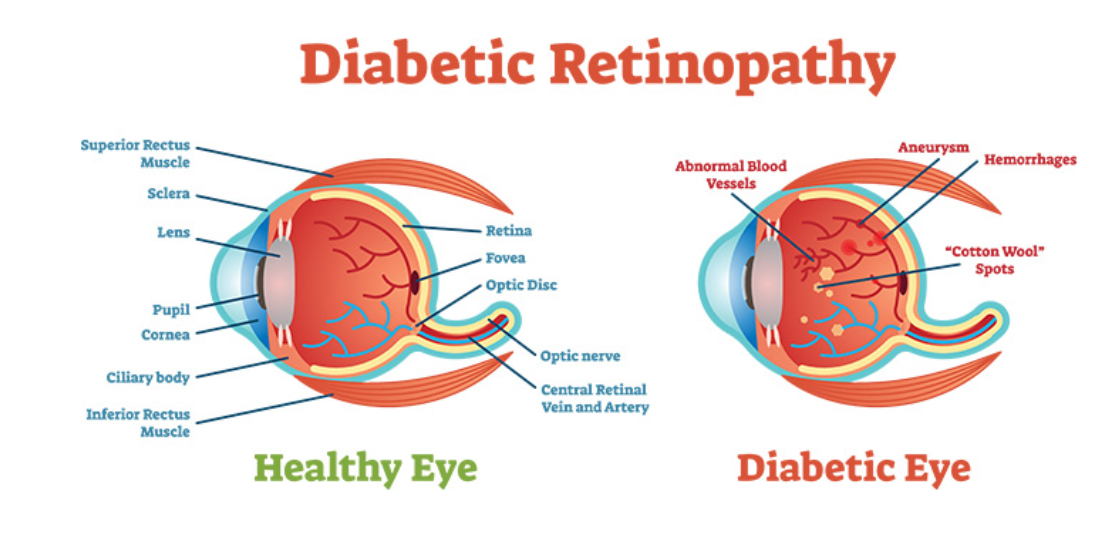 Diabetic Retinopathy
Superior Rectus
Muscle
Sclera
Lens
Pupil
Cornea
Ciliary body
Inferior Rectus
Muscle
Retina
Fovea
Optic Disc
Optic nerve
Central Retinal
Vein and Artery
Healthy Eye
Abnormal Blood
Vessels
Aneurysm
Hemorrhages
“Cotton Wool”
Spots
Diabetic Eye